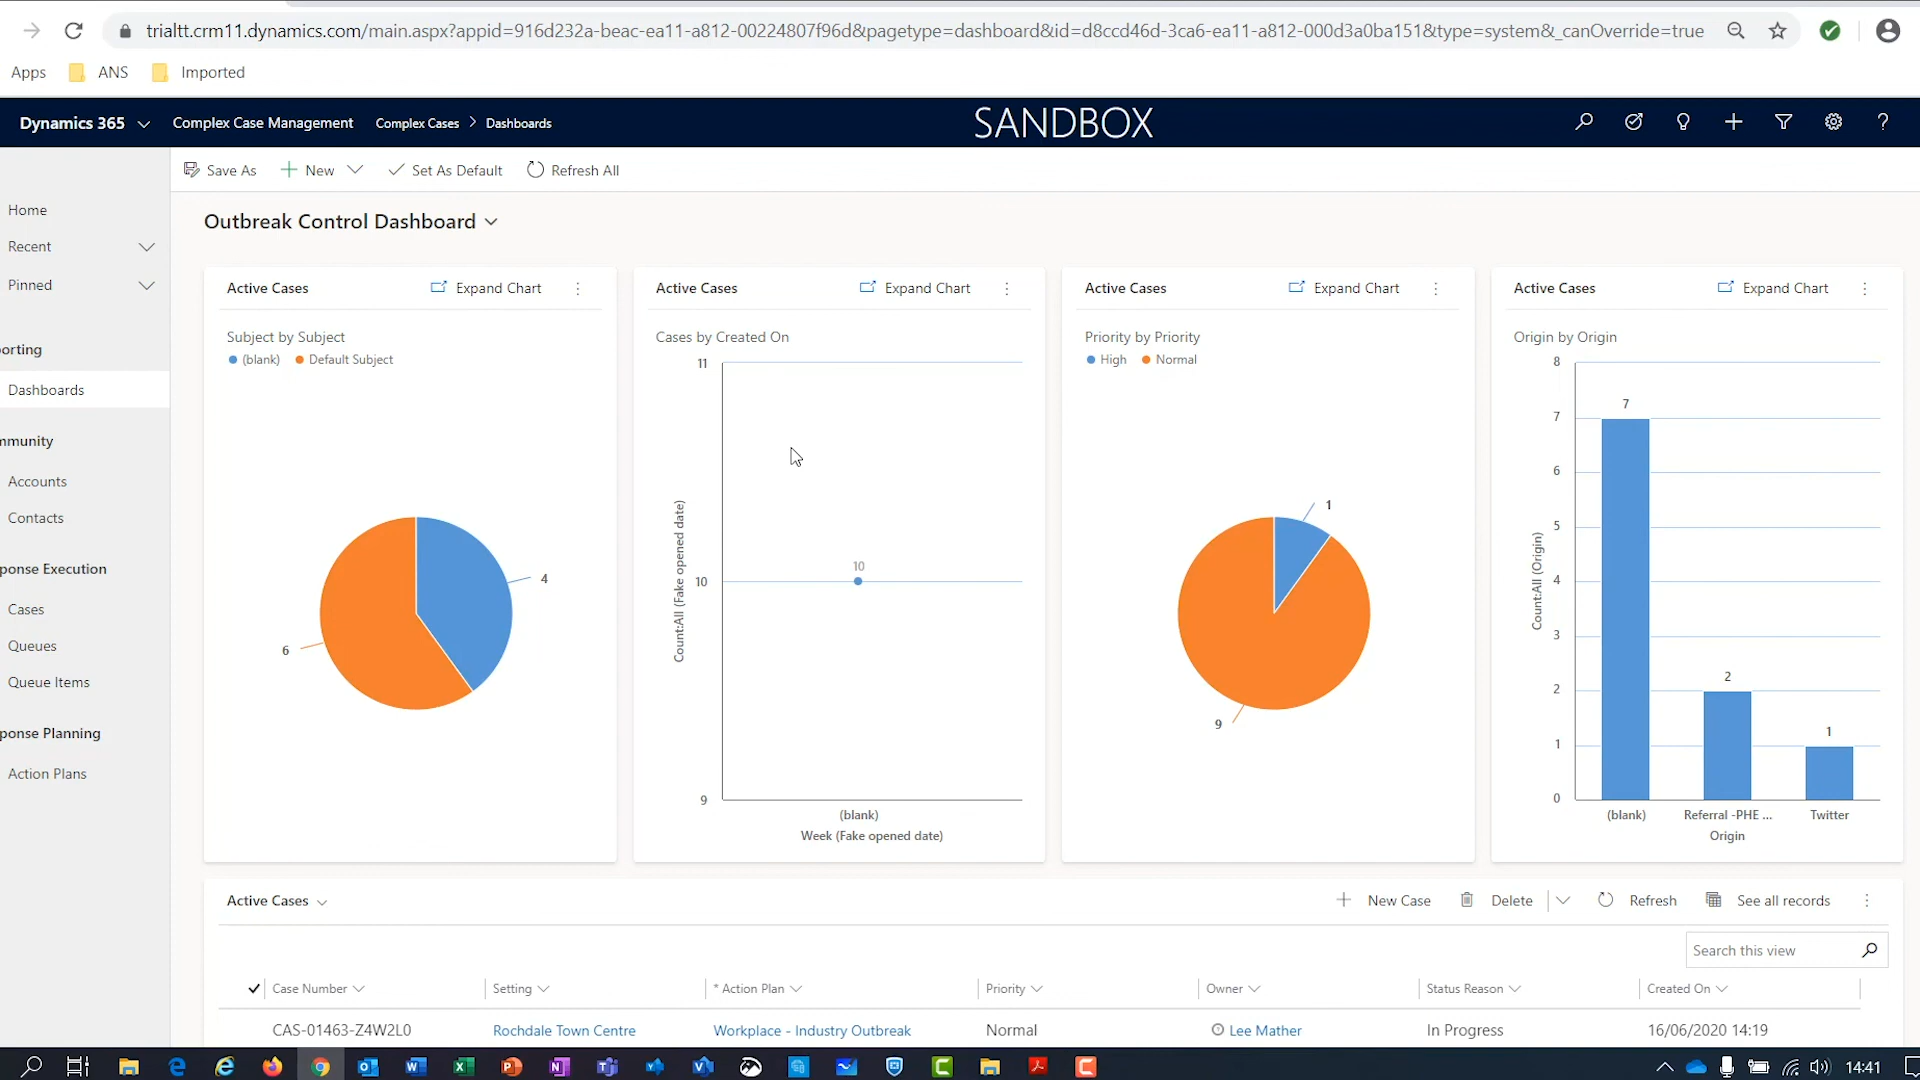 trialtt.crm11.dynamics.com/main.aspx?appid=916d232a-beac-ea11-a812-00224807f96d&pagetype=dashboard&id=d8ccd46d-3ca6-ea11-a812-000d3a0ba151&type=system&_canOverride=true
Apps ANS Imported
Dynamics 365 Complex Case Management Complex Cases > Dashboards SANDBOX ?
Save As New Set As Default Refresh All
Home
Recent
Pinned
orting
Dashboards
mmunity
Accounts
Contacts
ponse Execution
Cases
Queues
Queue Items
ponse Planning
Action Plans
Outbreak Control Dashboard
Active Cases Expand Chart
Subject by Subject
(blank) Default Subject
4
6
Active Cases Expand Chart
Cases by Created On
11
10
10
9
Count:All (Fake opened date)
(blank)
Week (Fake opened date)
Active Cases Expand Chart
Priority by Priority
High Normal
1
9
Active Cases Expand Chart
Origin by Origin
8
7
6
5
4
3
2
1
0
Count:All (Origin)
7
2
1
(blank) Referral -PHE ... Twitter
Origin
Active Cases New Case Delete Refresh See all records
Search this view
Case Number Setting * Action Plan Priority Owner Status Reason Created On
CAS-01463-Z4W2L0 Rochdale Town Centre Workplace - Industry Outbreak Normal Lee Mather In Progress 16/06/2020 14:19
14:41